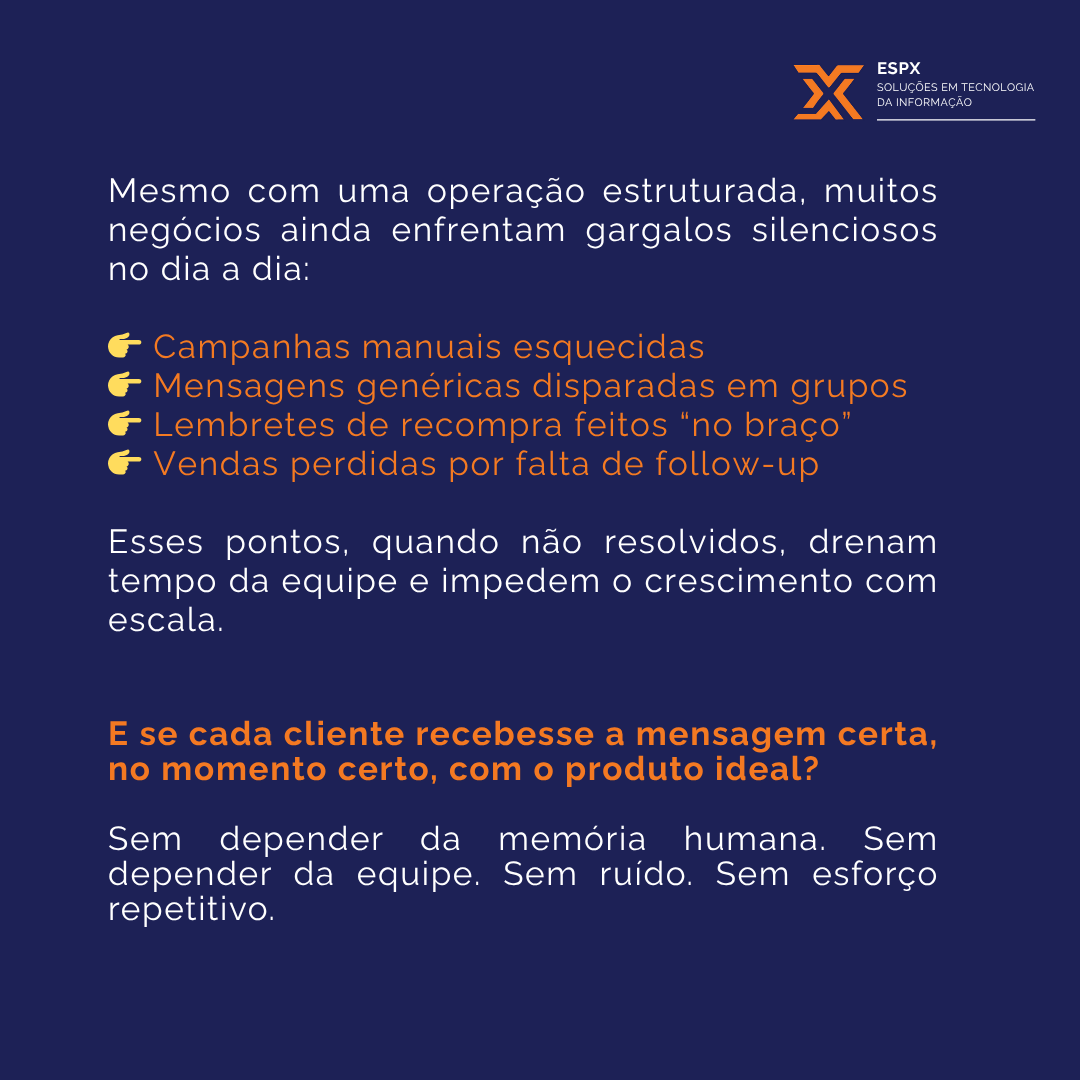 ESPX
SOLUÇÕES EM TECNOLOGIA
DA INFORMAÇÃO
Mesmo com uma operação estruturada, muitos
negócios ainda enfrentam gargalos silenciosos
no dia a dia:
👉 Campanhas manuais esquecidas
👉 Mensagens genéricas disparadas em grupos
👉 Lembretes de recompra feitos “no braço”
👉 Vendas perdidas por falta de follow-up
Esses pontos, quando não resolvidos, drenam
tempo da equipe e impedem o crescimento com
escala.
E se cada cliente recebesse a mensagem certa,
no momento certo, com o produto ideal?
Sem depender da memória humana. Sem
depender da equipe. Sem ruído. Sem esforço
repetitivo.